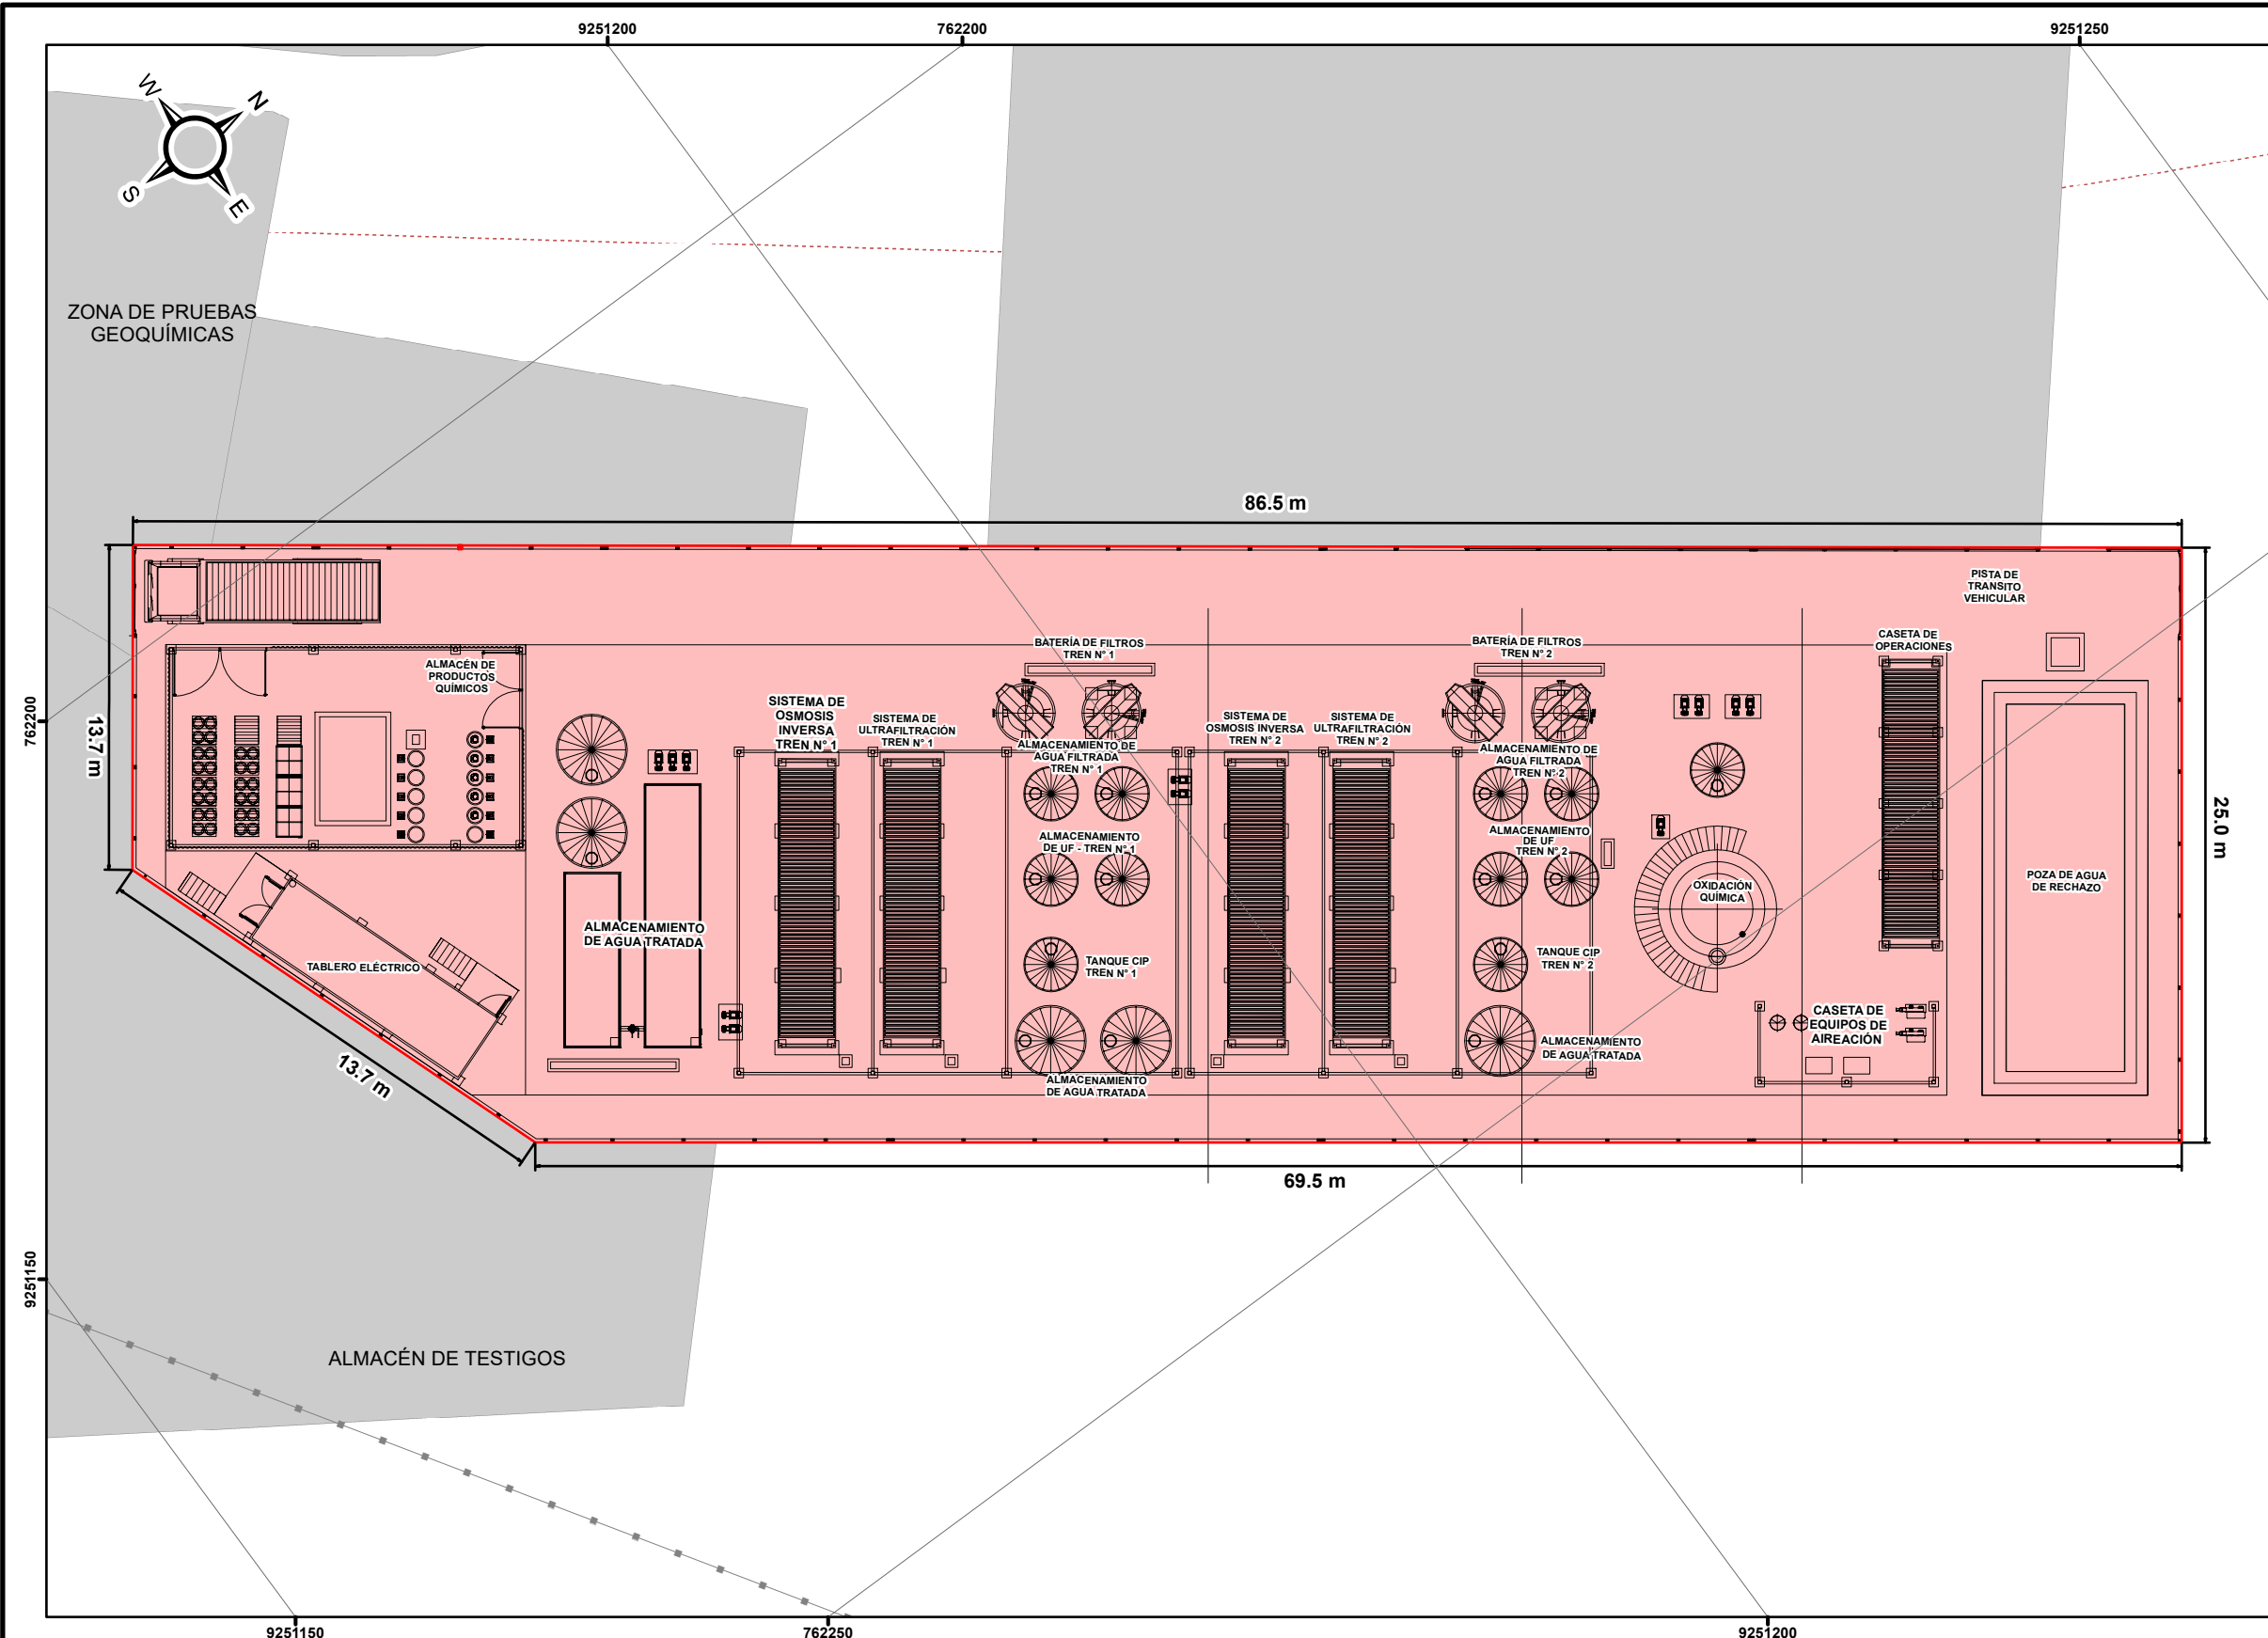 9251200
762200
9251250
W
N
S
E
ZONA DE PRUEBAS
GEOQUÍMICAS
86.5 m
PISTA DE
TRANSITO
VEHICULAR
BATERÍA DE FILTROS
TREN N° 1
BATERÍA DE FILTROS
TREN N° 2
CASETA DE
OPERACIONES
ALMACÉN DE
PRODUCTOS
QUÍMICOS
762200
13.7 m
SISTEMA DE
OSMOSIS
INVERSA
TREN N° 1
SISTEMA DE
ULTRAFILTRACIÓN
TREN N° 1
ALMACENAMIENTO DE
AGUA FILTRADA
TREN N° 1
SISTEMA DE
OSMOSIS INVERSA
TREN N° 2
SISTEMA DE
ULTRAFILTRACIÓN
TREN N° 2
ALMACENAMIENTO DE
AGUA FILTRADA
TREN N° 2
25.0 m
ALMACENAMIENTO
DE UF - TREN N° 1
ALMACENAMIENTO
DE UF
TREN N° 2
OXIDACIÓN
QUÍMICA
POZA DE AGUA
DE RECHAZO
ALMACENAMIENTO
DE AGUA TRATADA
TABLERO ELÉCTRICO
TANQUE CIP
TREN N° 1
TANQUE CIP
TREN N° 2
CASETA DE
EQUIPOS DE
AIREACIÓN
ALMACENAMIENTO
DE AGUA TRATADA
ALMACENAMIENTO
DE AGUA TRATADA
13.7 m
69.5 m
9251150
ALMACÉN DE TESTIGOS
9251150
762250
9251200